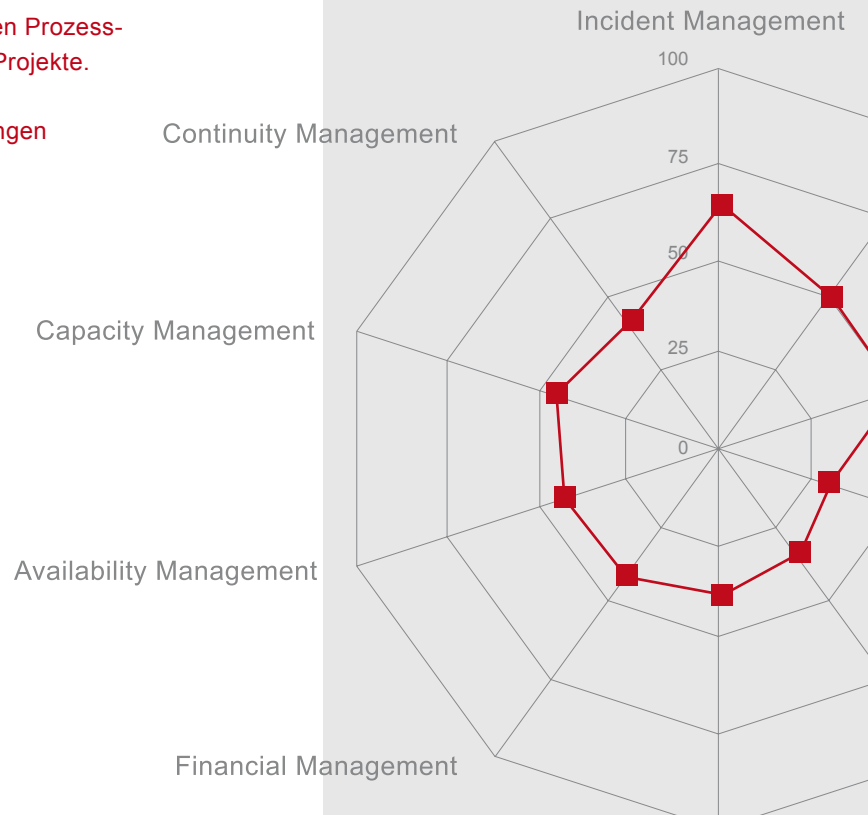 en Prozess-
Projekte.
ngen
Incident Management
100
Continuity Management
75
50
Capacity Management
25
0
Availability Management
Financial Management